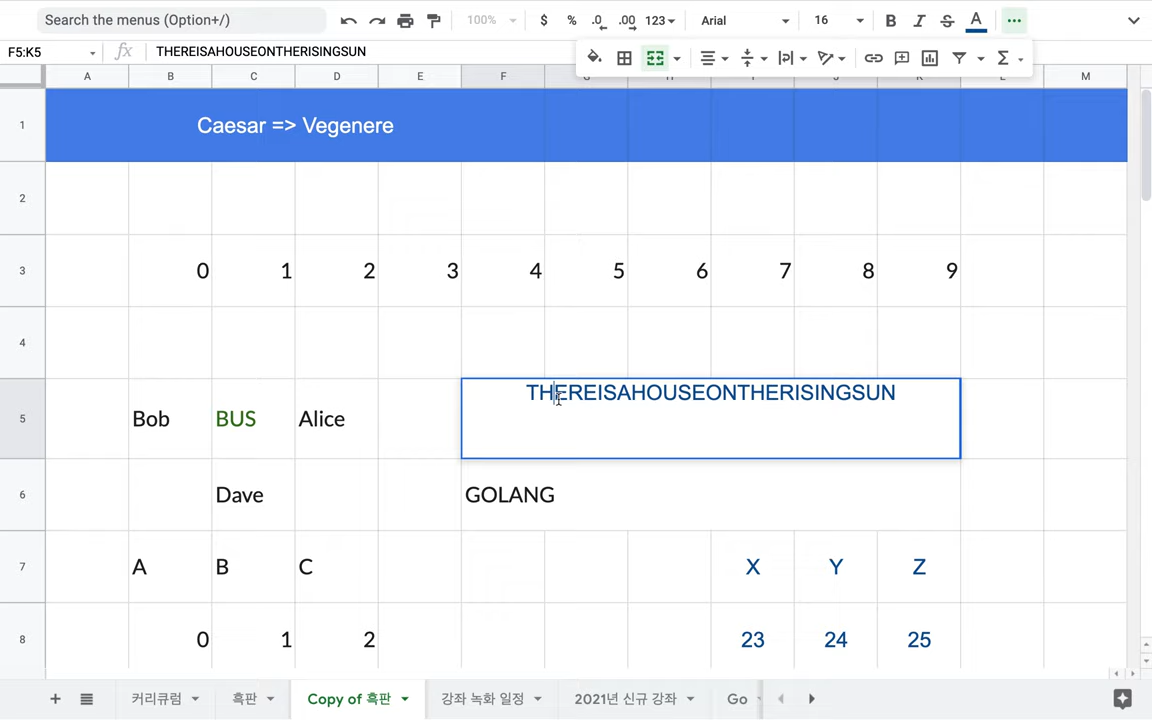 Search the menus (Option+/)
100%
$ % .0 .00 123
Arial
16
B I S A
F5:K5
fx
THEREISAHOUSEONTHERISINGSUN
A B C D E F G H I J K L M
1 Caesar => Vegenere
2
3 0 1 2 3 4 5 6 7 8 9
4
5 Bob BUS Alice THEREISAHOUSEONTHERISINGSUN
6 Dave GOLANG
7 A B C X Y Z
8 0 1 2 23 24 25
커리큘럼 흑판 Copy of 흑판 강좌 녹화 일정 2021년 신규 강좌 Go